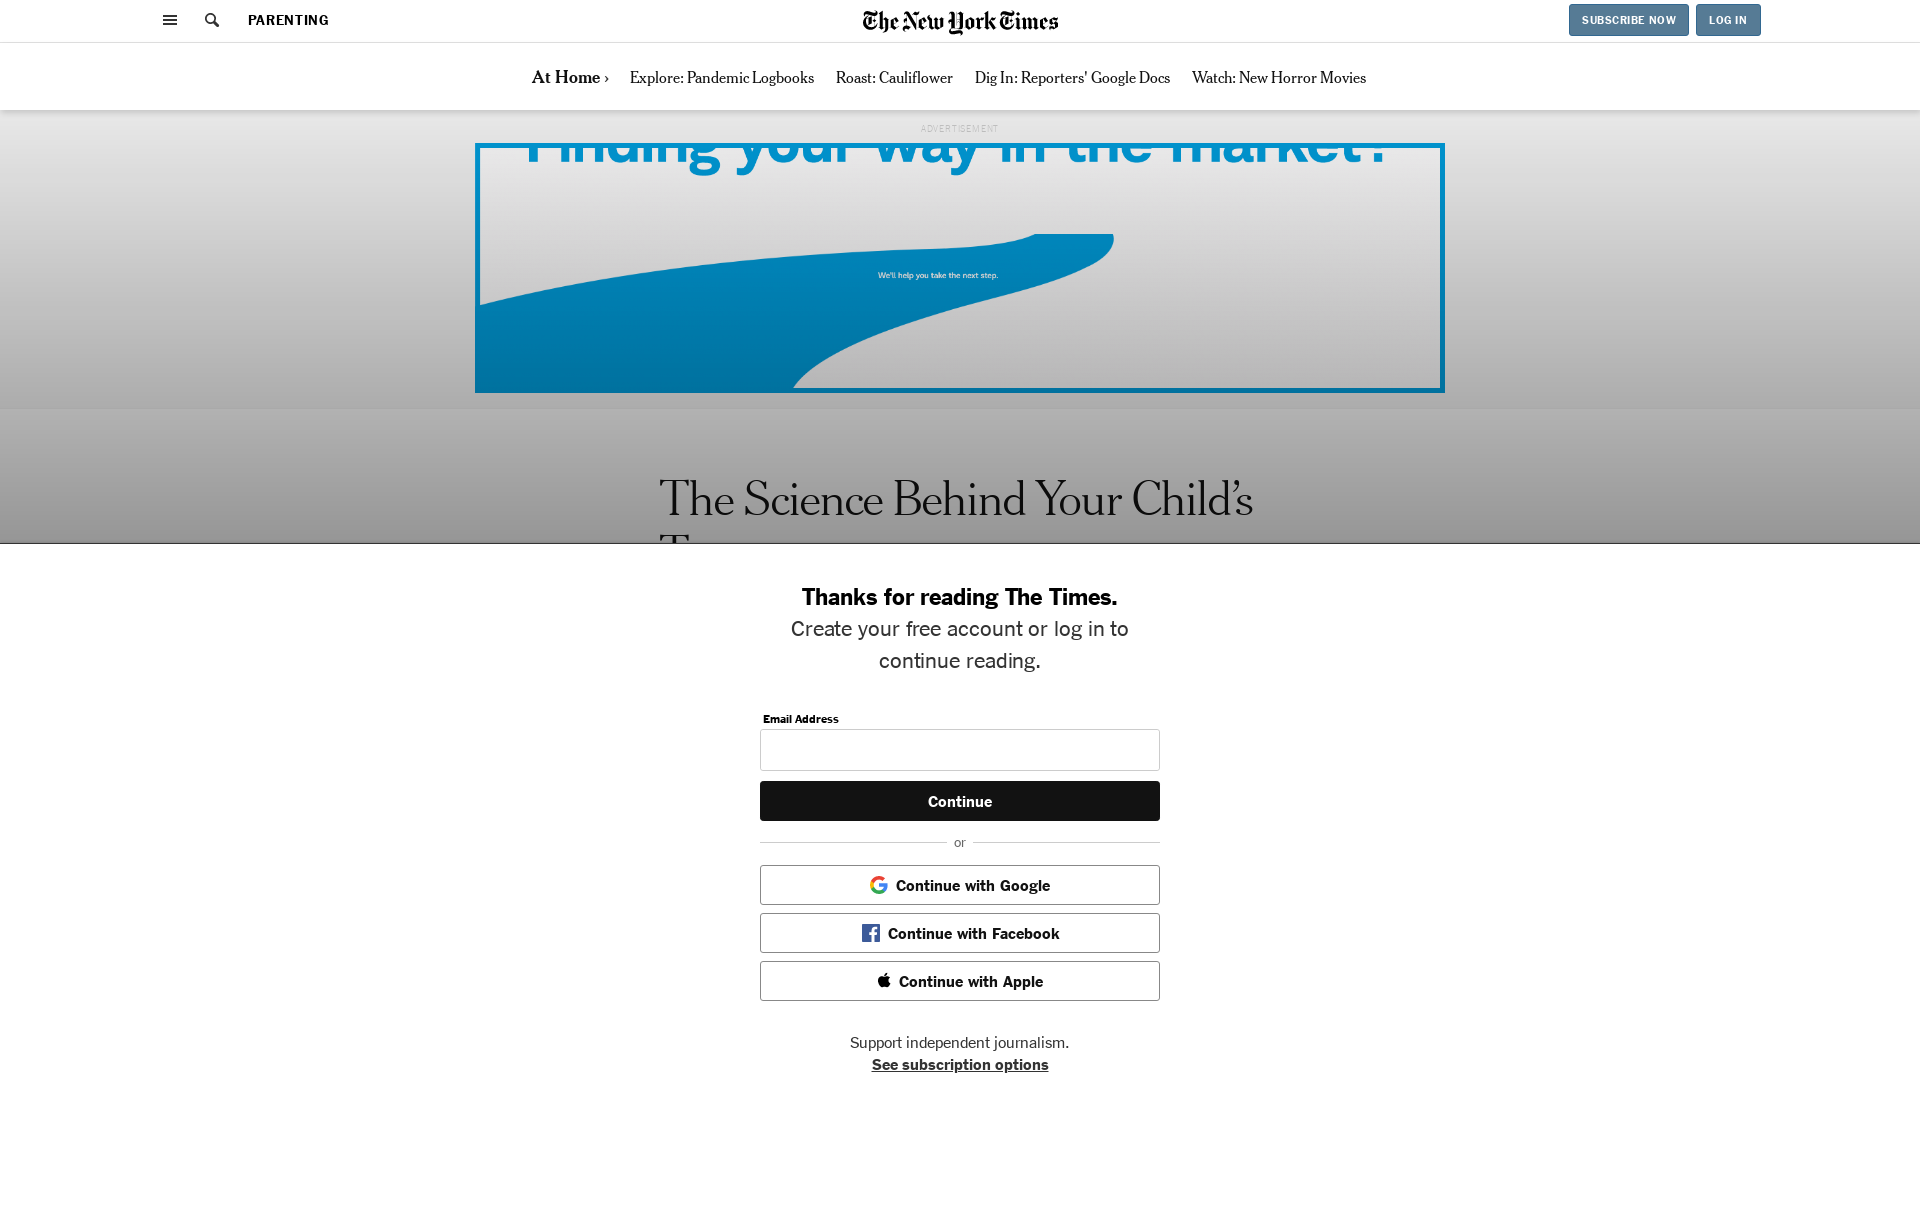 PARENTING
The New York Times
SUBSCRIBE NOW
LOG IN
At Home ›
Explore: Pandemic Logbooks
Roast: Cauliflower
Dig In: Reporters' Google Docs
Watch: New Horror Movies
ADVERTISEMENT
Finding your way in the market?
We'll help you take the next step.
The Science Behind Your Child's
Thanks for reading The Times.
Create your free account or log in to
continue reading.
Email Address
Continue
or
Continue with Google
Continue with Facebook
Continue with Apple
Support independent journalism.
See subscription options